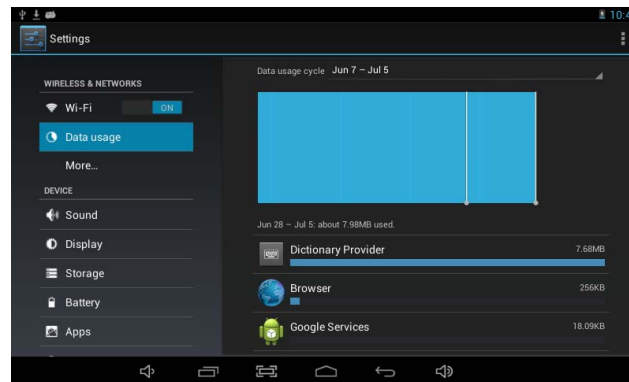 10:4
Settings
WIRELESS & NETWORKS
Wi-Fi ON
Data usage
More...
DEVICE
Sound
Display
Storage
Battery
Apps
Data usage cycle Jun 7 – Jul 5
Jun 28 – Jul 5: about 7.98MB used.
Dictionary Provider 7.68MB
Browser 256KB
Google Services 18.09KB